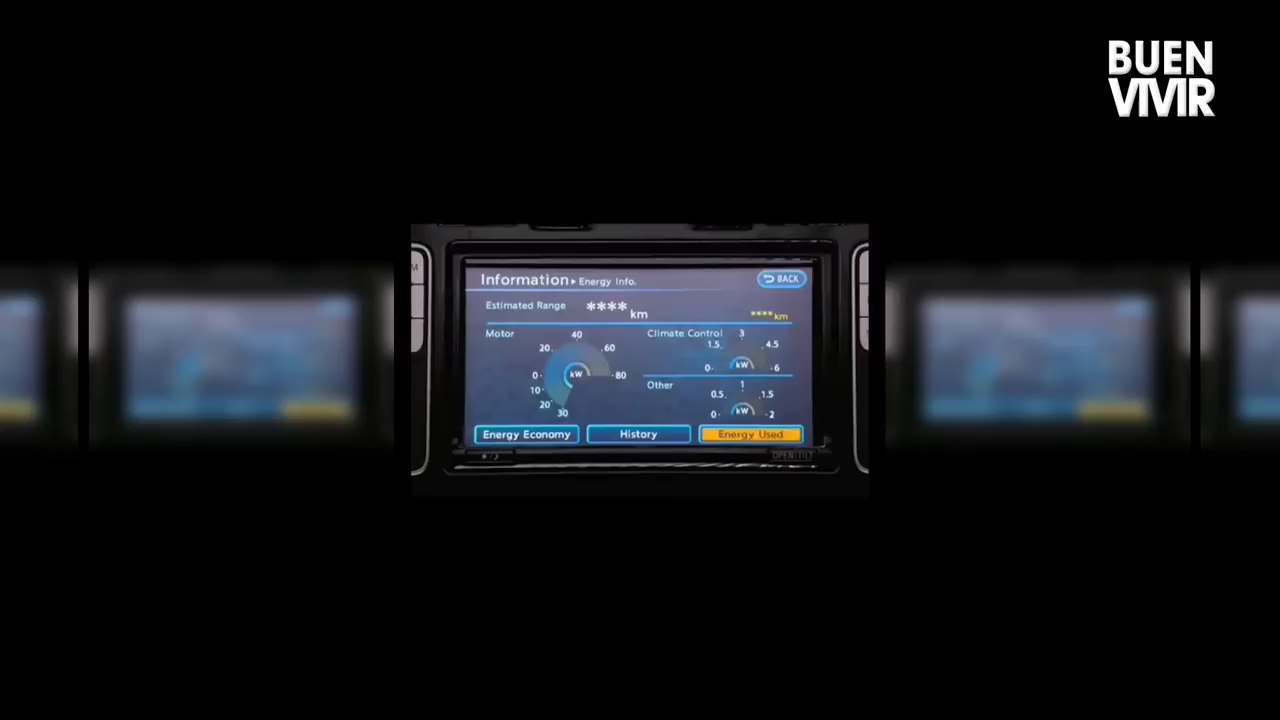 BUEN
VIVIR
Information ▸ Energy Info.
BACK
Estimated Range ****km
****km
Motor
40
20
60
0
80
10
20
30
kW
Climate Control
3
1.5
4.5
0
6
kW
Other
1
0.5
1.5
0
2
kW
Energy Economy
History
Energy Used
OPEN/TILT